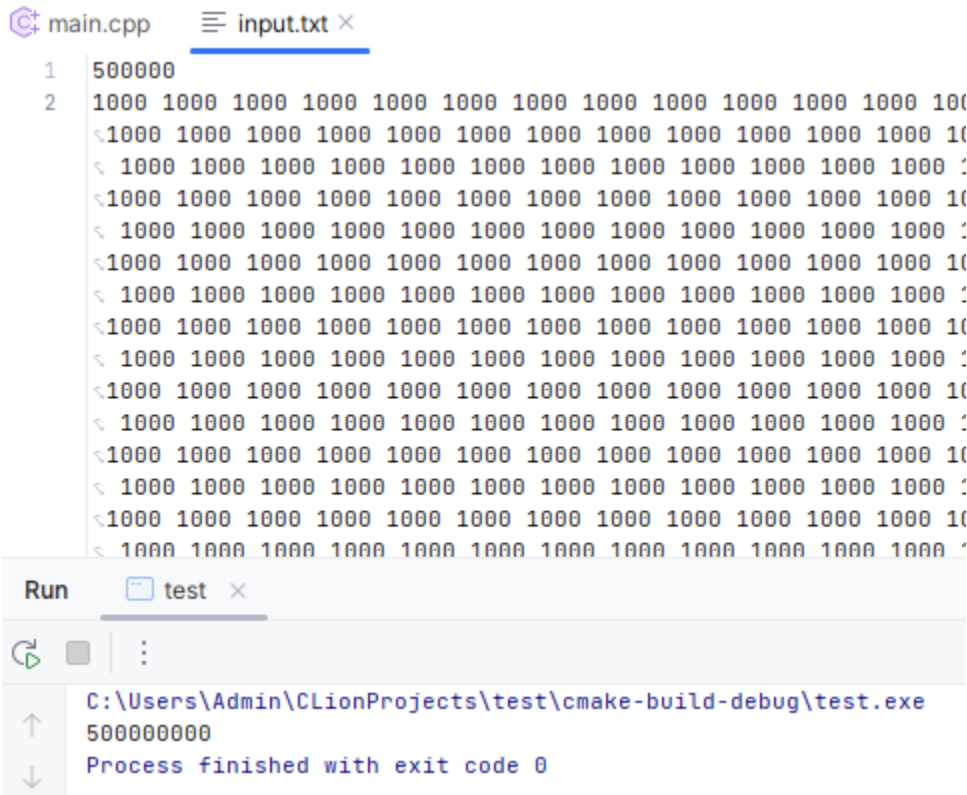 main.cpp input.txt
1 500000
2 1000 1000 1000 1000 1000 1000 1000 1000 1000 1000 1000 1000
1000 1000 1000 1000 1000 1000 1000 1000 1000 1000 1000 1000
1000 1000 1000 1000 1000 1000 1000 1000 1000 1000 1000 1000
1000 1000 1000 1000 1000 1000 1000 1000 1000 1000 1000 1000
1000 1000 1000 1000 1000 1000 1000 1000 1000 1000 1000 1000
1000 1000 1000 1000 1000 1000 1000 1000 1000 1000 1000 1000
1000 1000 1000 1000 1000 1000 1000 1000 1000 1000 1000 1000
1000 1000 1000 1000 1000 1000 1000 1000 1000 1000 1000 1000
1000 1000 1000 1000 1000 1000 1000 1000 1000 1000 1000 1000
1000 1000 1000 1000 1000 1000 1000 1000 1000 1000 1000 1000
1000 1000 1000 1000 1000 1000 1000 1000 1000 1000 1000 1000
1000 1000 1000 1000 1000 1000 1000 1000 1000 1000 1000 1000
1000 1000 1000 1000 1000 1000 1000 1000 1000 1000 1000 1000
1000 1000 1000 1000 1000 1000 1000 1000 1000 1000 1000 1000
1000 1000 1000 1000 1000 1000 1000 1000 1000 1000 1000 1000
Run test
C:\Users\Admin\CLionProjects\test\cmake-build-debug\test.exe
500000000
Process finished with exit code 0